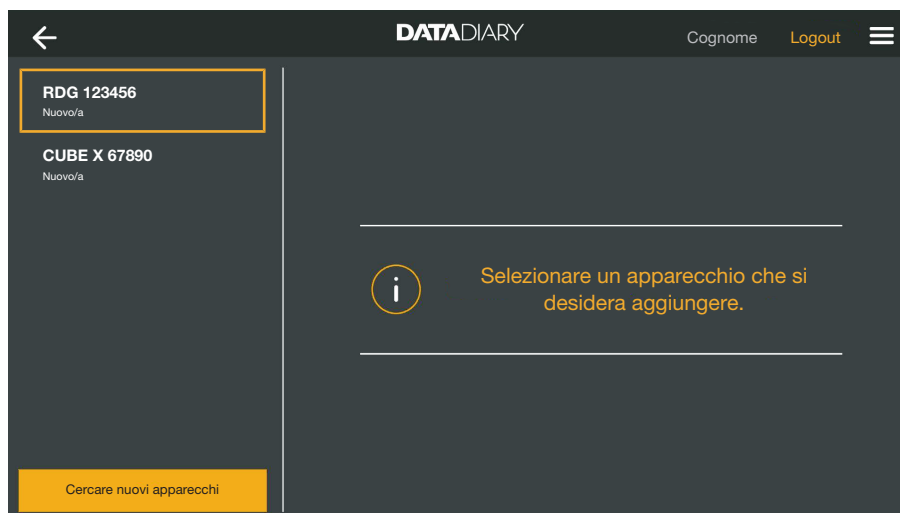 DATADIARY
Cognome
Logout
RDG 123456
Nuovo/a
CUBE X 67890
Nuovo/a
i
Selezionare un apparecchio che si
desidera aggiungere.
Cercare nuovi apparecchi